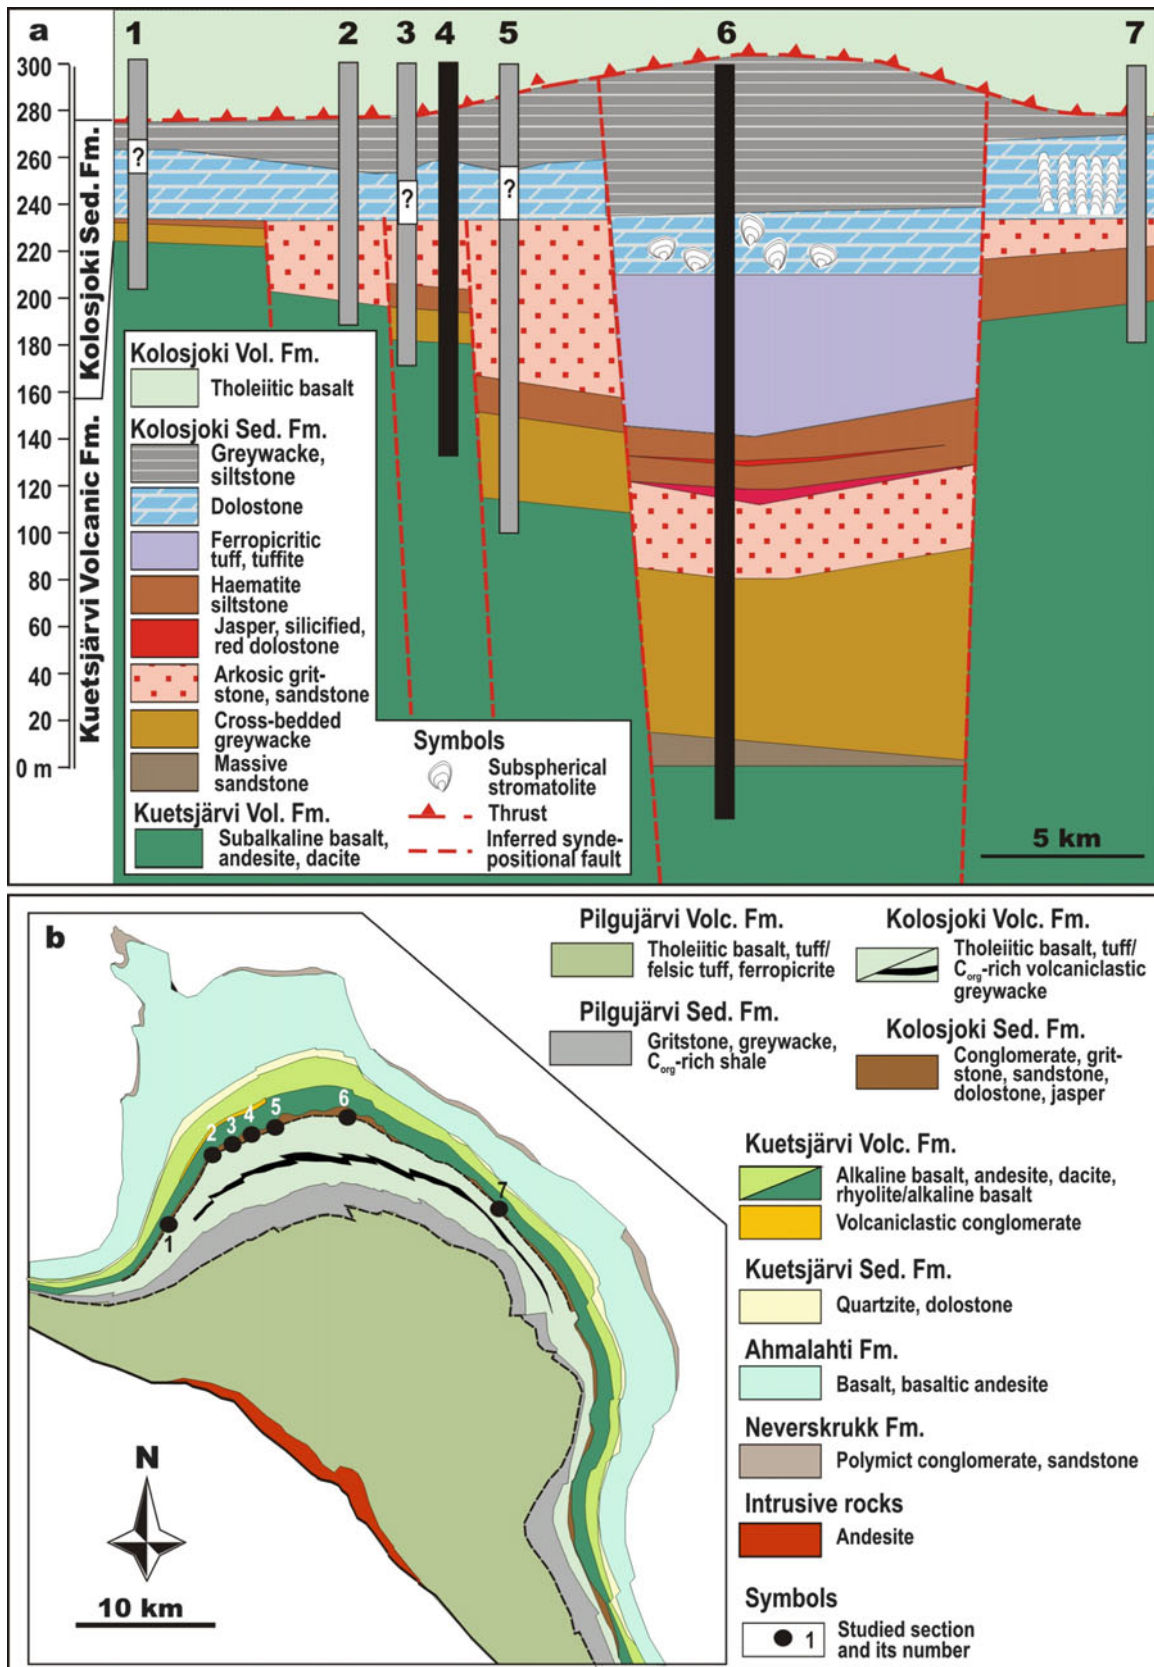 a
1 2 3 4 5 6 7
300
280
260
240
220
200
180
160
140
120
100
80
60
40
20
0 m
Kolosjoki Sed. Fm.
Kuetsjärvi Volcanic Fm.
?
?
?
Kolosjoki Vol. Fm.
Tholeiitic basalt
Kolosjoki Sed. Fm.
Greywacke,
siltstone
Dolostone
Ferropicritic
tuff, tuffite
Haematite
siltstone
Jasper, silicified,
red dolostone
Arkosic grit-
stone, sandstone
Cross-bedded
greywacke
Massive
sandstone
Kuetsjärvi Vol. Fm.
Subalkaline basalt,
andesite, dacite
Symbols
Subspherical
stromatolite
Thrust
Inferred synde-
positional fault
5 km
b
1
2
3
4
5
6
7
N
10 km
Pilgujärvi Volc. Fm.
Tholeiitic basalt, tuff/
felsic tuff, ferropicrite
Pilgujärvi Sed. Fm.
Gritstone, greywacke,
Corg-rich shale
Kolosjoki Volc. Fm.
Tholeiitic basalt, tuff/
Corg-rich volcaniclastic
greywacke
Kolosjoki Sed. Fm.
Conglomerate, grit-
stone, sandstone,
dolostone, jasper
Kuetsjärvi Volc. Fm.
Alkaline basalt, andesite, dacite,
rhyolite/alkaline basalt
Volcaniclastic conglomerate
Kuetsjärvi Sed. Fm.
Quartzite, dolostone
Ahmalahti Fm.
Basalt, basaltic andesite
Neverskrukk Fm.
Polymict conglomerate, sandstone
Intrusive rocks
Andesite
Symbols
1 Studied section
and its number